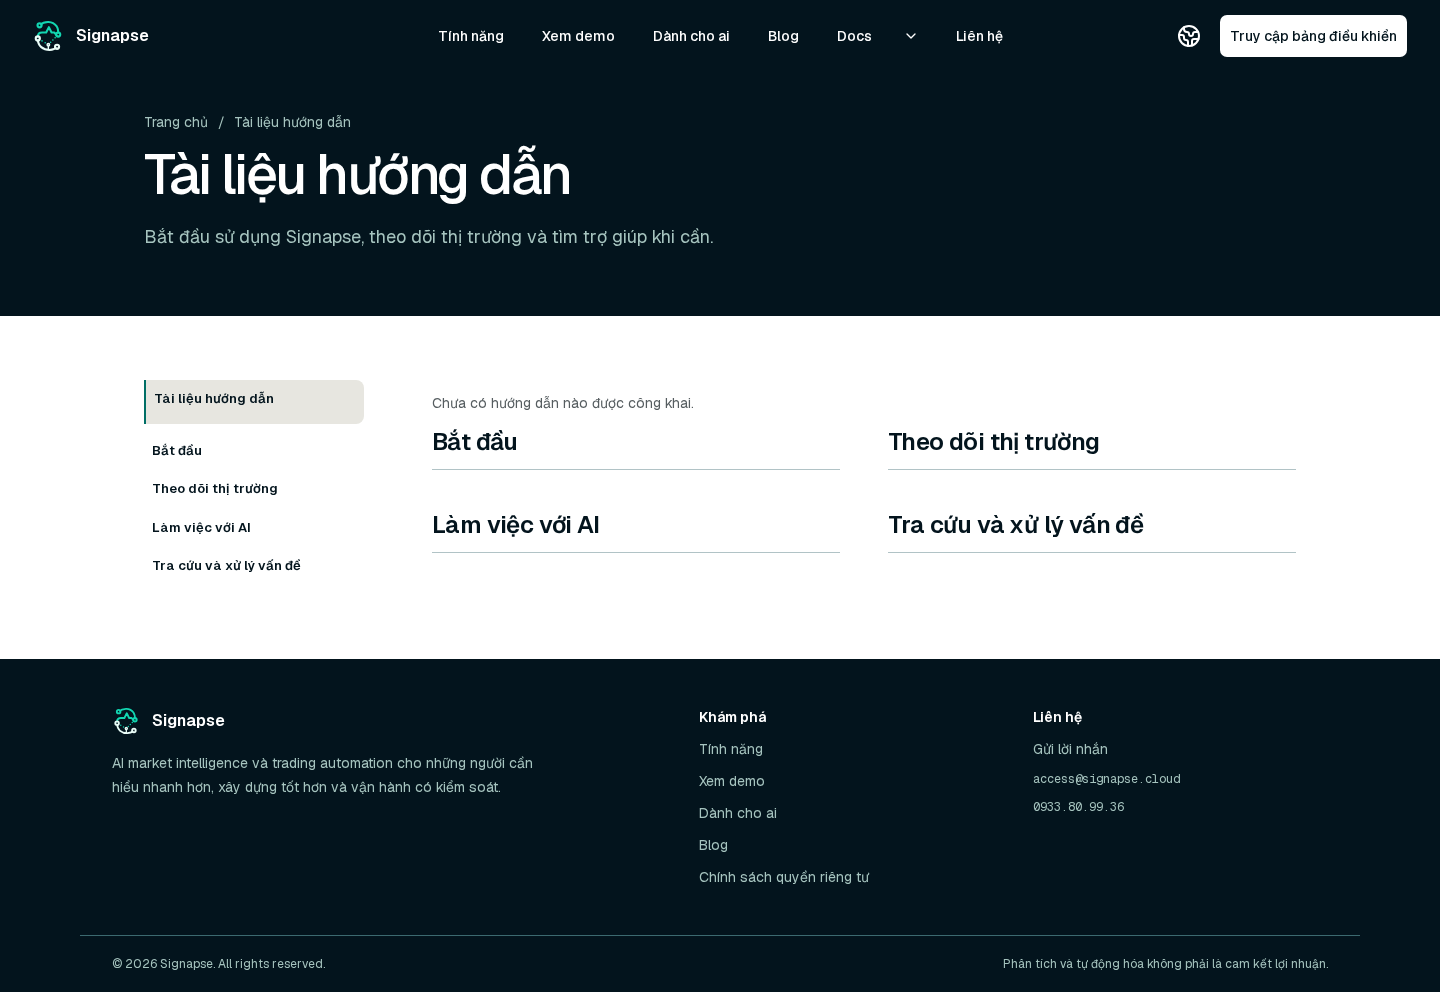 Signapse
Tính năng
Xem demo
Dành cho ai
Blog
Docs
Liên hệ
Truy cập bảng điều khiển
Trang chủ / Tài liệu hướng dẫn
Tài liệu hướng dẫn
Bắt đầu sử dụng Signapse, theo dõi thị trường và tìm trợ giúp khi cần.
Tài liệu hướng dẫn
Bắt đầu
Theo dõi thị trường
Làm việc với AI
Tra cứu và xử lý vấn đề
Chưa có hướng dẫn nào được công khai.
Bắt đầu
Theo dõi thị trường
Làm việc với AI
Tra cứu và xử lý vấn đề
Signapse
AI market intelligence và trading automation cho những người cần
hiểu nhanh hơn, xây dựng tốt hơn và vận hành có kiểm soát.
Khám phá
Tính năng
Xem demo
Dành cho ai
Blog
Chính sách quyền riêng tư
Liên hệ
Gửi lời nhắn
access@signapse.cloud
0933.80.99.36
© 2026 Signapse. All rights reserved.
Phân tích và tự động hóa không phải là cam kết lợi nhuận.